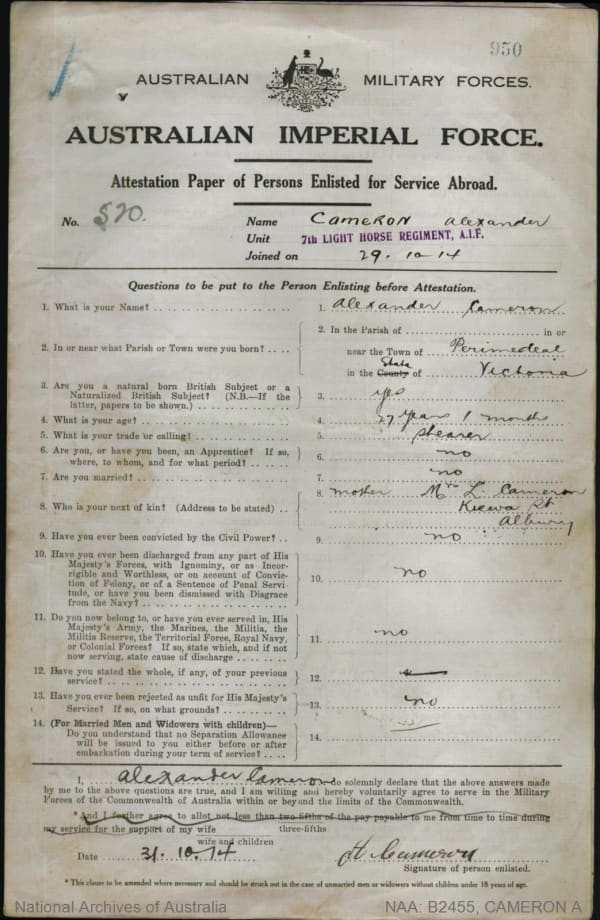 950
AUSTRALIAN MILITARY FORCES.
AUSTRALIAN IMPERIAL FORCE.
Attestation Paper of Persons Enlisted for Service Abroad.
No. 520. Name CAMERON Alexander
Unit 7th LIGHT HORSE REGIMENT, A.I.F.
Joined on 29. 10 . 14
Questions to be put to the Person Enlisting before Attestation.
1. What is your Name? 1. Alexander Cameron
2. In or near what Parish or Town were you born? 2. In the Parish of in or
near the Town of Perimedeal
in the County State of Victoria
3. Are you a natural born British Subject or a
Naturalized British Subject? (N.B.—If the
latter, papers to be shown.) 3. yes
4. What is your age? 4. 27 years 1 month
5. What is your trade or calling? 5. Shearer
6. Are you, or have you been, an Apprentice? If so,
where, to whom, and for what period? 6. no
7. Are you married? 7. no
8. Who is your next of kin? (Address to be stated) 8. mother Mrs L. Cameron
Kiewa St
Albury
9. Have you ever been convicted by the Civil Power? 9. no
10. Have you ever been discharged from any part of His
Majesty's Forces, with Ignominy, or as Incor-
rigible and Worthless, or on account of Convic-
tion of Felony, or of a Sentence of Penal Servi-
tude, or have you been dismissed with Disgrace
from the Navy? 10. no
11. Do you now belong to, or have you ever served in, His
Majesty's Army, the Marines, the Militia, the
Militia Reserve, the Territorial Force, Royal Navy,
or Colonial Forces? If so, state which, and if not
now serving, state cause of discharge 11. no
12. Have you stated the whole, if any, of your previous
service? 12.
13. Have you ever been rejected as unfit for His Majesty's
Service? If so, on what grounds? 13. no
14. (For Married Men and Widowers with children)—
Do you understand that no Separation Allowance
will be issued to you either before or after
embarkation during your term of service? 14.
I, Alexander Cameron do solemnly declare that the above answers made
by me to the above questions are true, and I am willing and hereby voluntarily agree to serve in the Military
Forces of the Commonwealth of Australia within or beyond the limits of the Commonwealth.
*And I further agree to allot not less than two-fifths of the pay payable to me from time to time during
my service for the support of my wife three-fifths
wife and children
Date 31. 10. 14 A Cameron
Signature of person enlisted.
* This clause to be amended where necessary and should be struck out in the case of unmarried men or widowers without children under 18 years of age.
National Archives of Australia NAA: B2455, CAMERON A